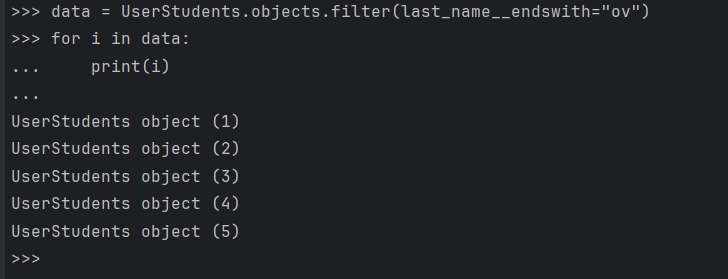 >>> data = UserStudents.objects.filter(last_name__endswith="ov")
>>> for i in data:
...     print(i)
...
UserStudents object (1)
UserStudents object (2)
UserStudents object (3)
UserStudents object (4)
UserStudents object (5)
>>>